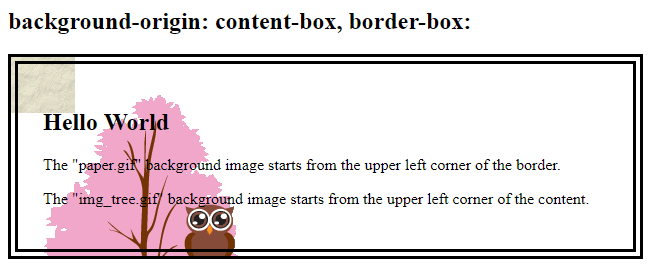 background-origin: content-box, border-box:
Hello World
The "paper.gif" background image starts from the upper left corner of the border.
The "img_tree.gif" background image starts from the upper left corner of the content.